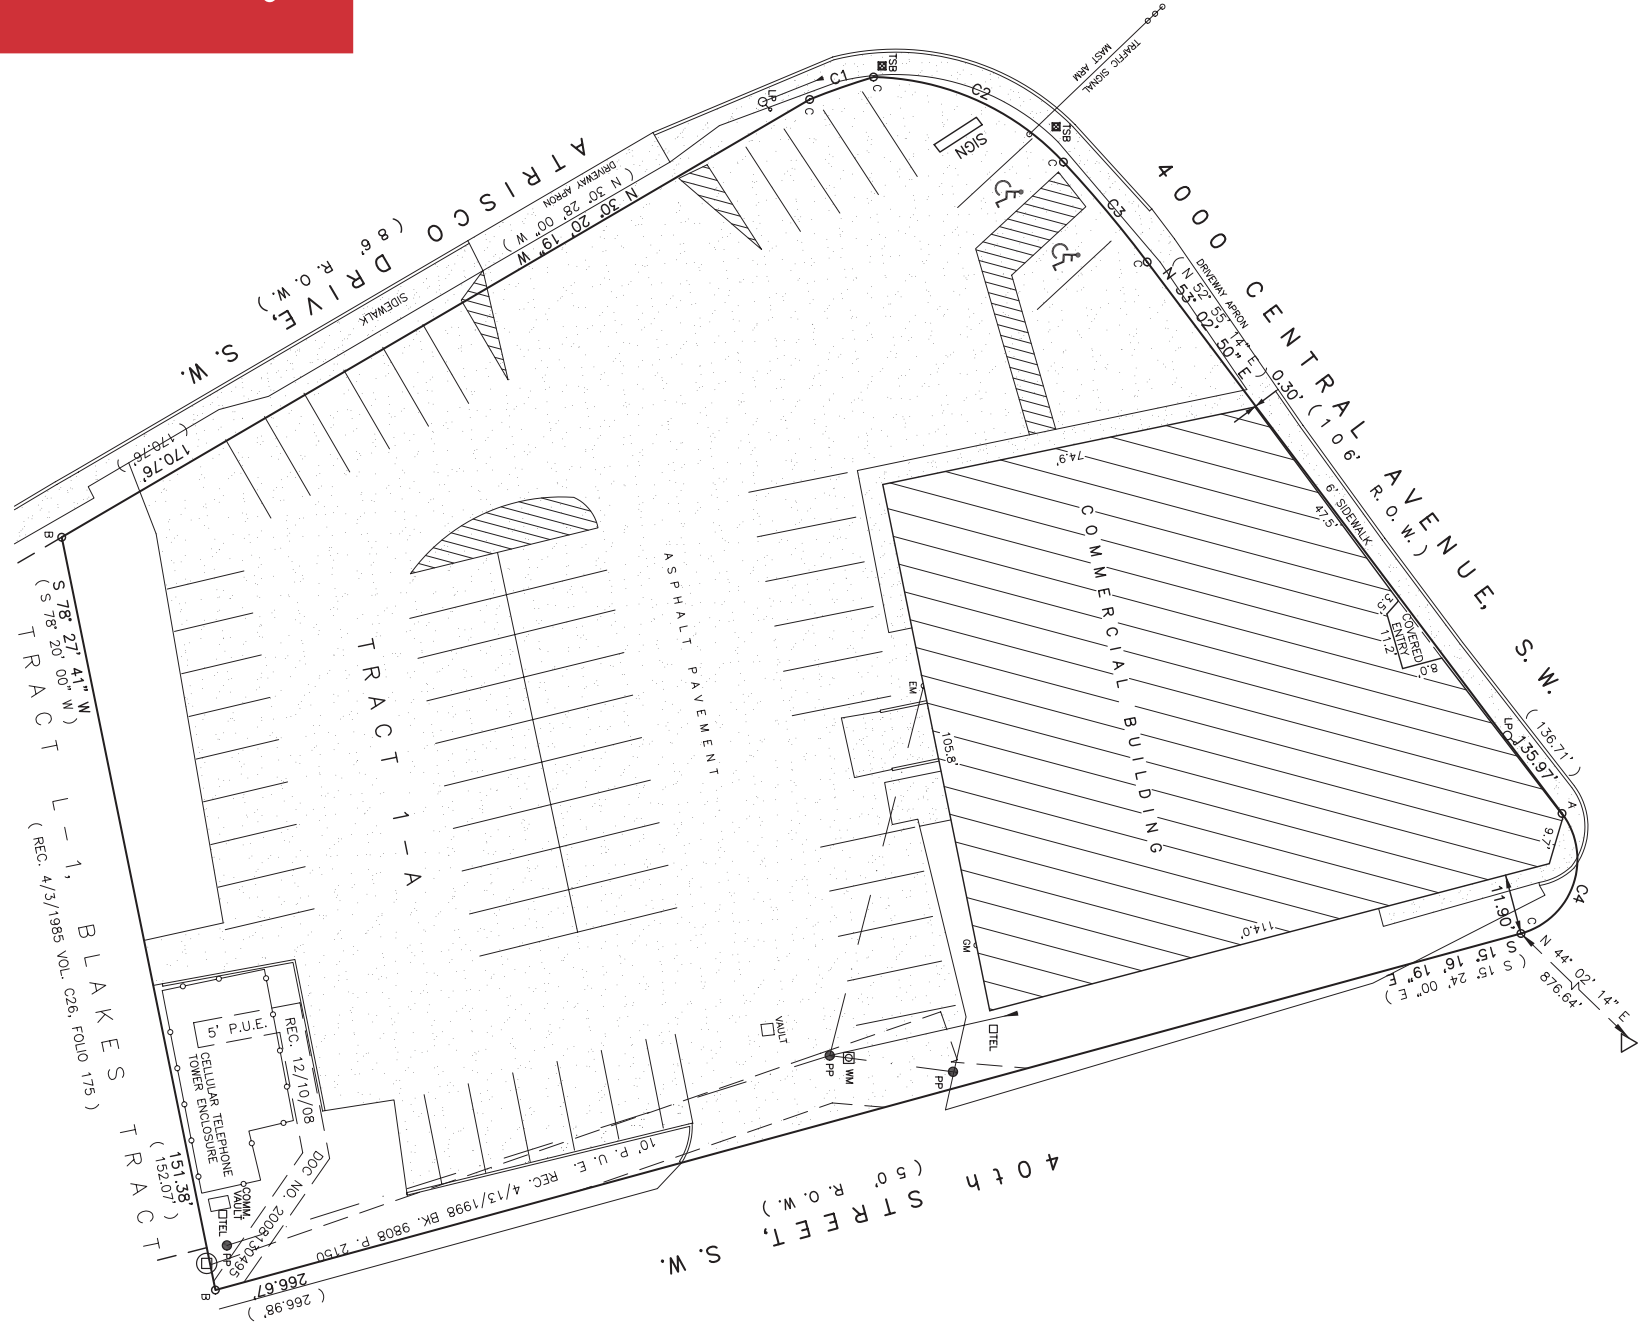 TRAFFIC SIGNAL
MAST ARM
TSB
C1
C
LP
C
C2
TSB
C
SIGN
C3
C
4000 CENTRAL AVENUE, S. W.
( 106' R. O. W. )
DRIVEWAY APRON
( N 52° 55' 14" E )
N 53° 02' 50" E
0.30'
ATRISCO DRIVE, S. W.
( 86' R. O. W. )
DRIVEWAY APRON
( N 30° 28' 00" W )
N 30° 20' 19" W
SIDEWALK
( 170.76' )
170.76'
B
S 78° 27' 41" W
( S 78° 20' 00" W )
TRACT L-1, BLAKES TRACT
( REC. 4/3/1985 VOL. C26, FOLIO 175 )
151.38'
( 152.07' )
TRACT 1-A
ASPHALT PAVEMENT
COMMERCIAL BUILDING
74.9'
47.5'
6' SIDEWALK
3.5'
COVERED
ENTRY
11.2'
8.0'
LP
( 136.71' )
135.97'
A
9.7'
C4
11.90'
C
N 44° 02' 14" E
876.64'
S 15° 16' 19" E
( S 15° 24' 00" E )
114.0'
105.8'
EM
GM
TEL
VAULT
PP
WM
PP
40th STREET, S. W.
( 50' R. O. W. )
10' P. U. E. REC. 4/13/1998 BK. 9808 P. 2150
5' P.U.E.
REC. 12/10/08
DOC NO. 2008130495
CELLULAR TELEPHONE
TOWER ENCLOSURE
COMM.
VAULT
TEL
PP
B
266.67'
( 266.98' )